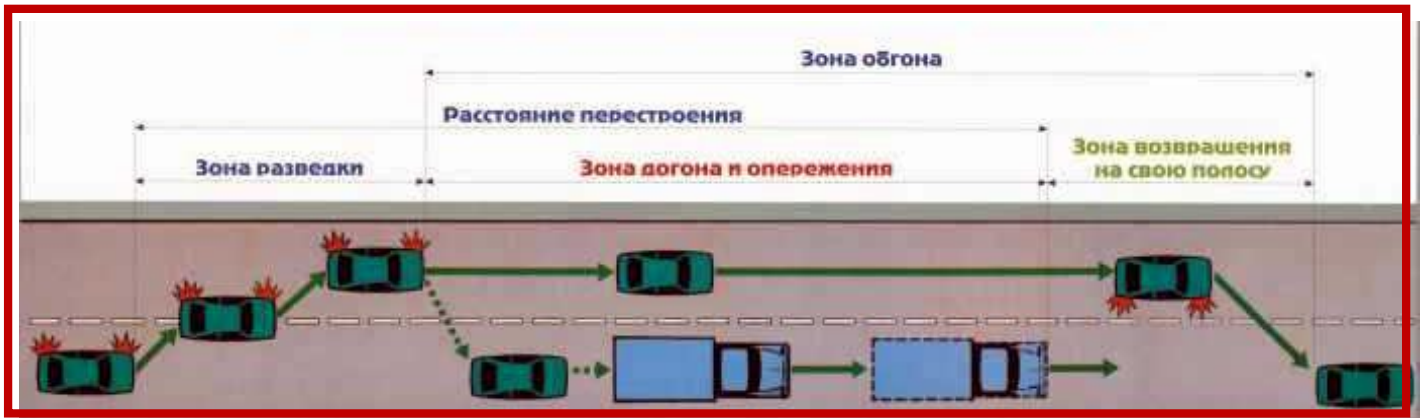 Зона обгона
Расстояние перестроения
Зона разведки
Зона догона и опережения
Зона возвращения
на свою полосу